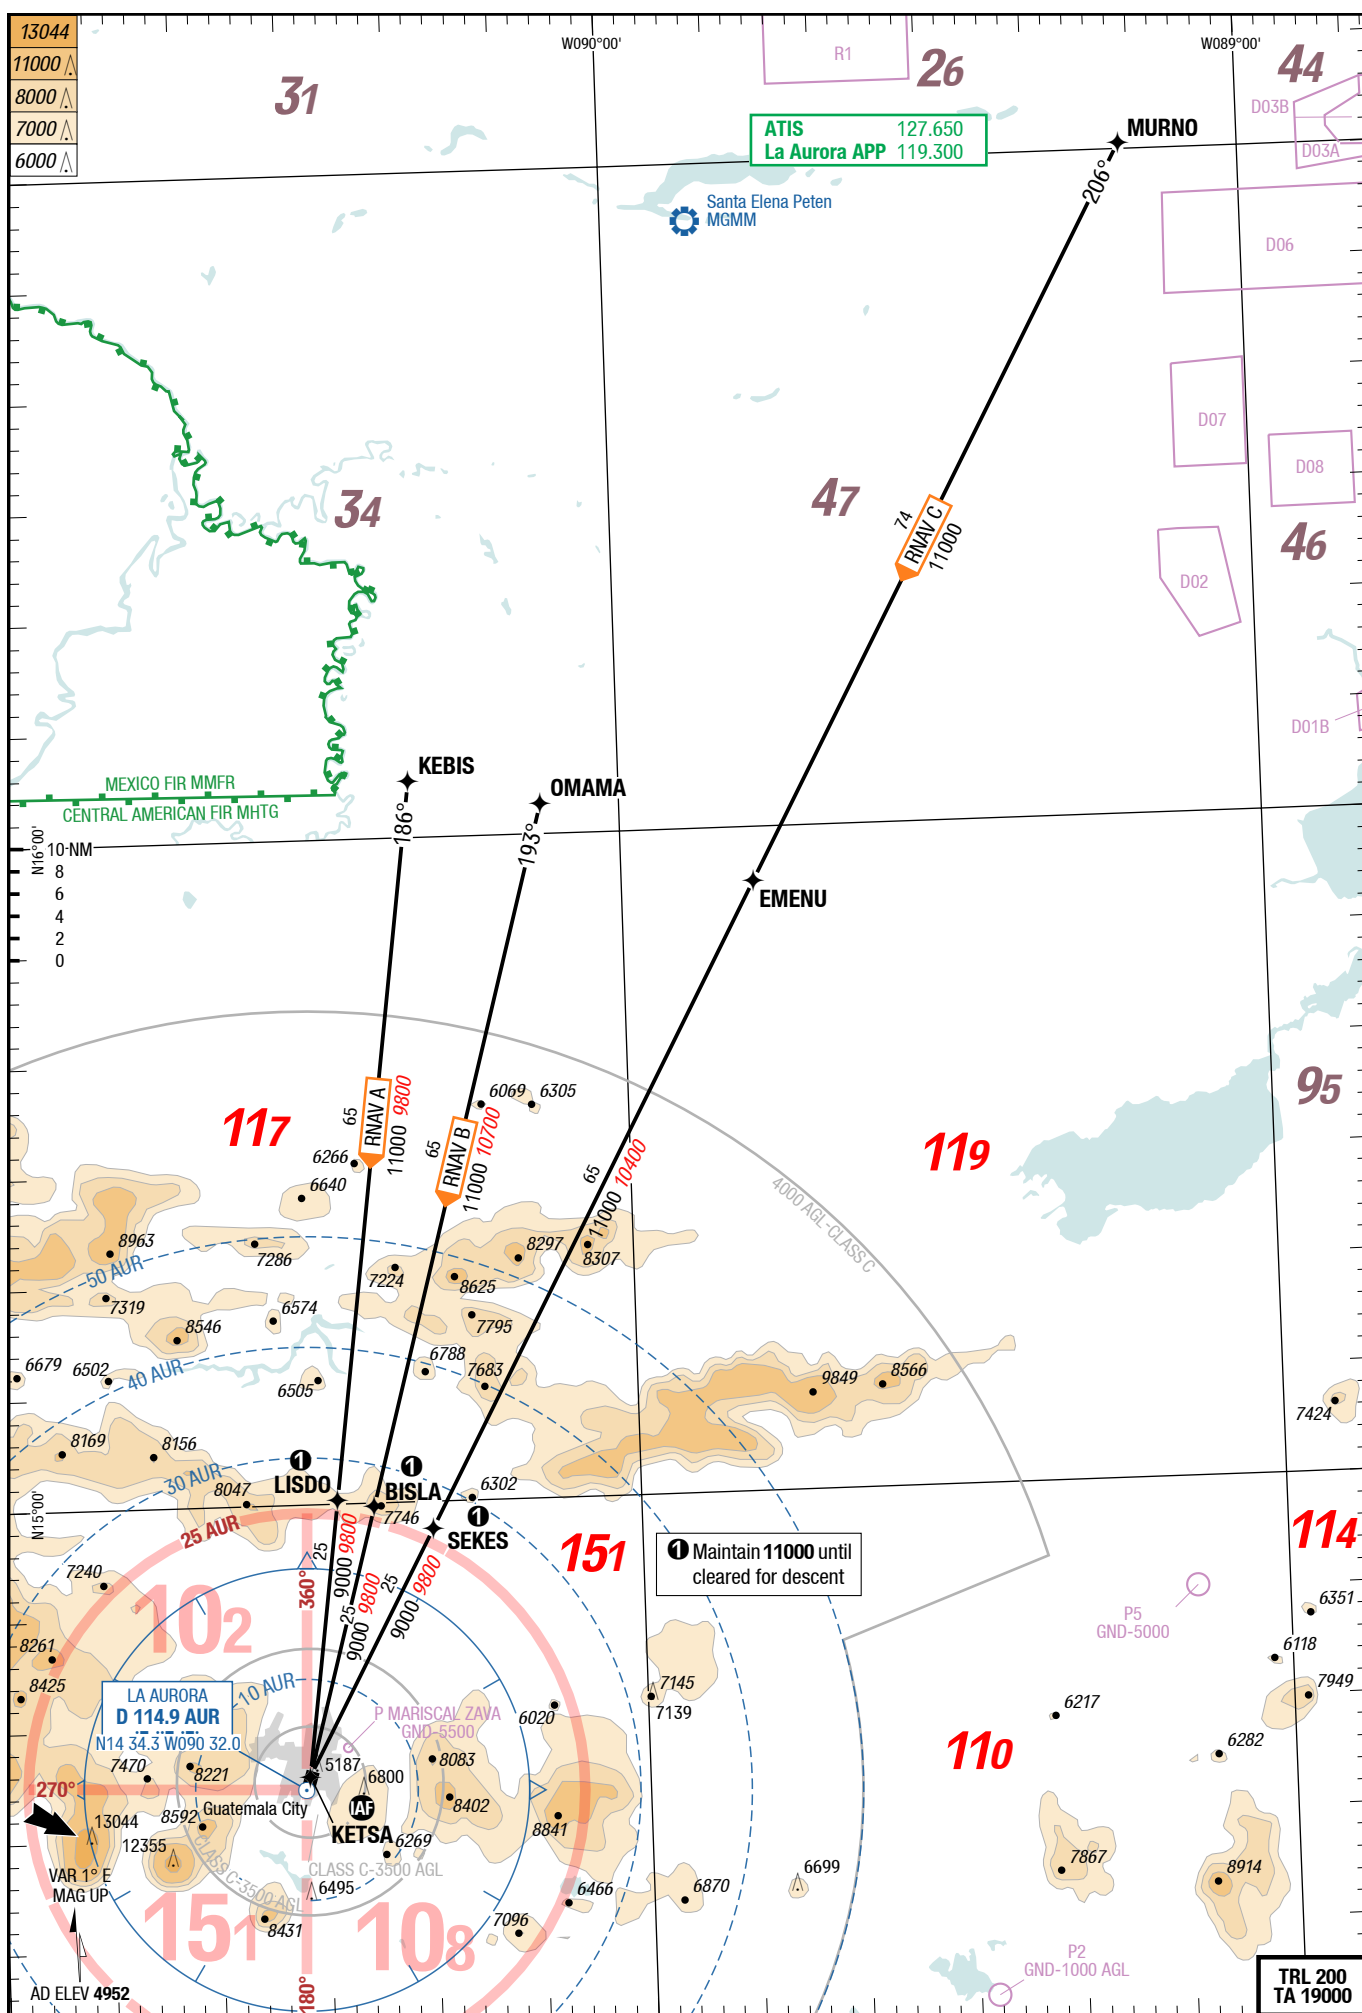 13044
11000
8000
7000
6000
W090°00'
W089°00'
R1
31
26
44
D03B
D03A
ATIS 127.650
La Aurora APP 119.300
MURNO
206°
Santa Elena Peten
MGMM
D06
D07
D08
34
47
46
74
RNAV C
11000
D02
D01B
MEXICO FIR MMFR
CENTRAL AMERICAN FIR MHTG
KEBIS
OMAMA
186°
193°
N16°00'
10 NM
8
6
4
2
0
EMENU
95
117
119
65
RNAV A
11000 9800
65
RNAV B
11000 10700
65
11000 10400
4000 AGL-CLASS C
6069
6305
6266
6640
8963
7286
7224
8297
8307
8625
50 AUR
7319
8546
6574
7795
6679
6502
40 AUR
6505
6788
7683
9849
8566
7424
8169
8156
30 AUR
8047
1
LISDO
1
BISLA
7746
6302
1
SEKES
N15°00'
25 AUR
151
114
1 Maintain 11000 until
cleared for descent
25
9000 9800
25
9000 9800
25
9000 9800
360°
7240
102
8261
8425
P5
GND-5000
6351
6118
7949
6217
6282
LA AURORA
D 114.9 AUR
N14 34.3 W090 32.0
10 AUR
P MARISCAL ZAVA
GND-5500
7145
7139
6020
110
5187
6800
8083
8402
8841
7470
8221
270°
Guatemala City
IAF
KETSA
8592
6269
13044
12355
CLASS C-3500 AGL
CLASS C-3500 AGL
VAR 1° E
MAG UP
6495
151
108
8431
6466
6870
6699
7096
7867
8914
P2
GND-1000 AGL
AD ELEV 4952
180°
TRL 200
TA 19000